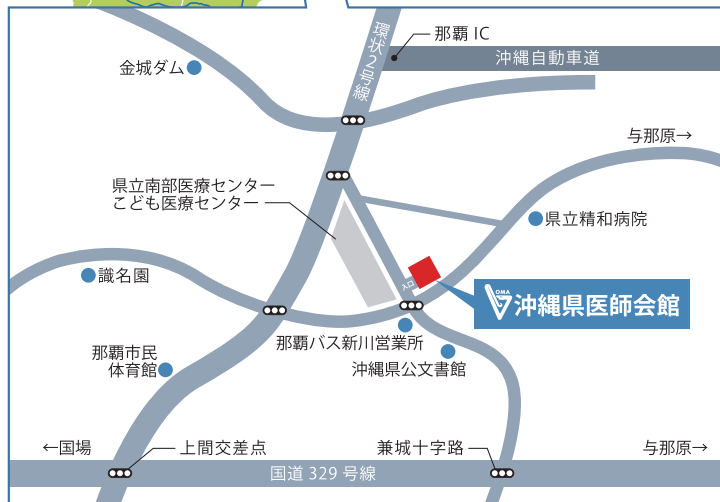 那覇 IC
沖縄自動車道
環状2号線
金城ダム
与那原→
県立南部医療センター
こども医療センター
県立精和病院
識名園
入口
OMA
沖縄県医師会館
那覇バス新川営業所
沖縄県公文書館
那覇市民
体育館
←国場
上間交差点
兼城十字路
与那原→
国道 329 号線